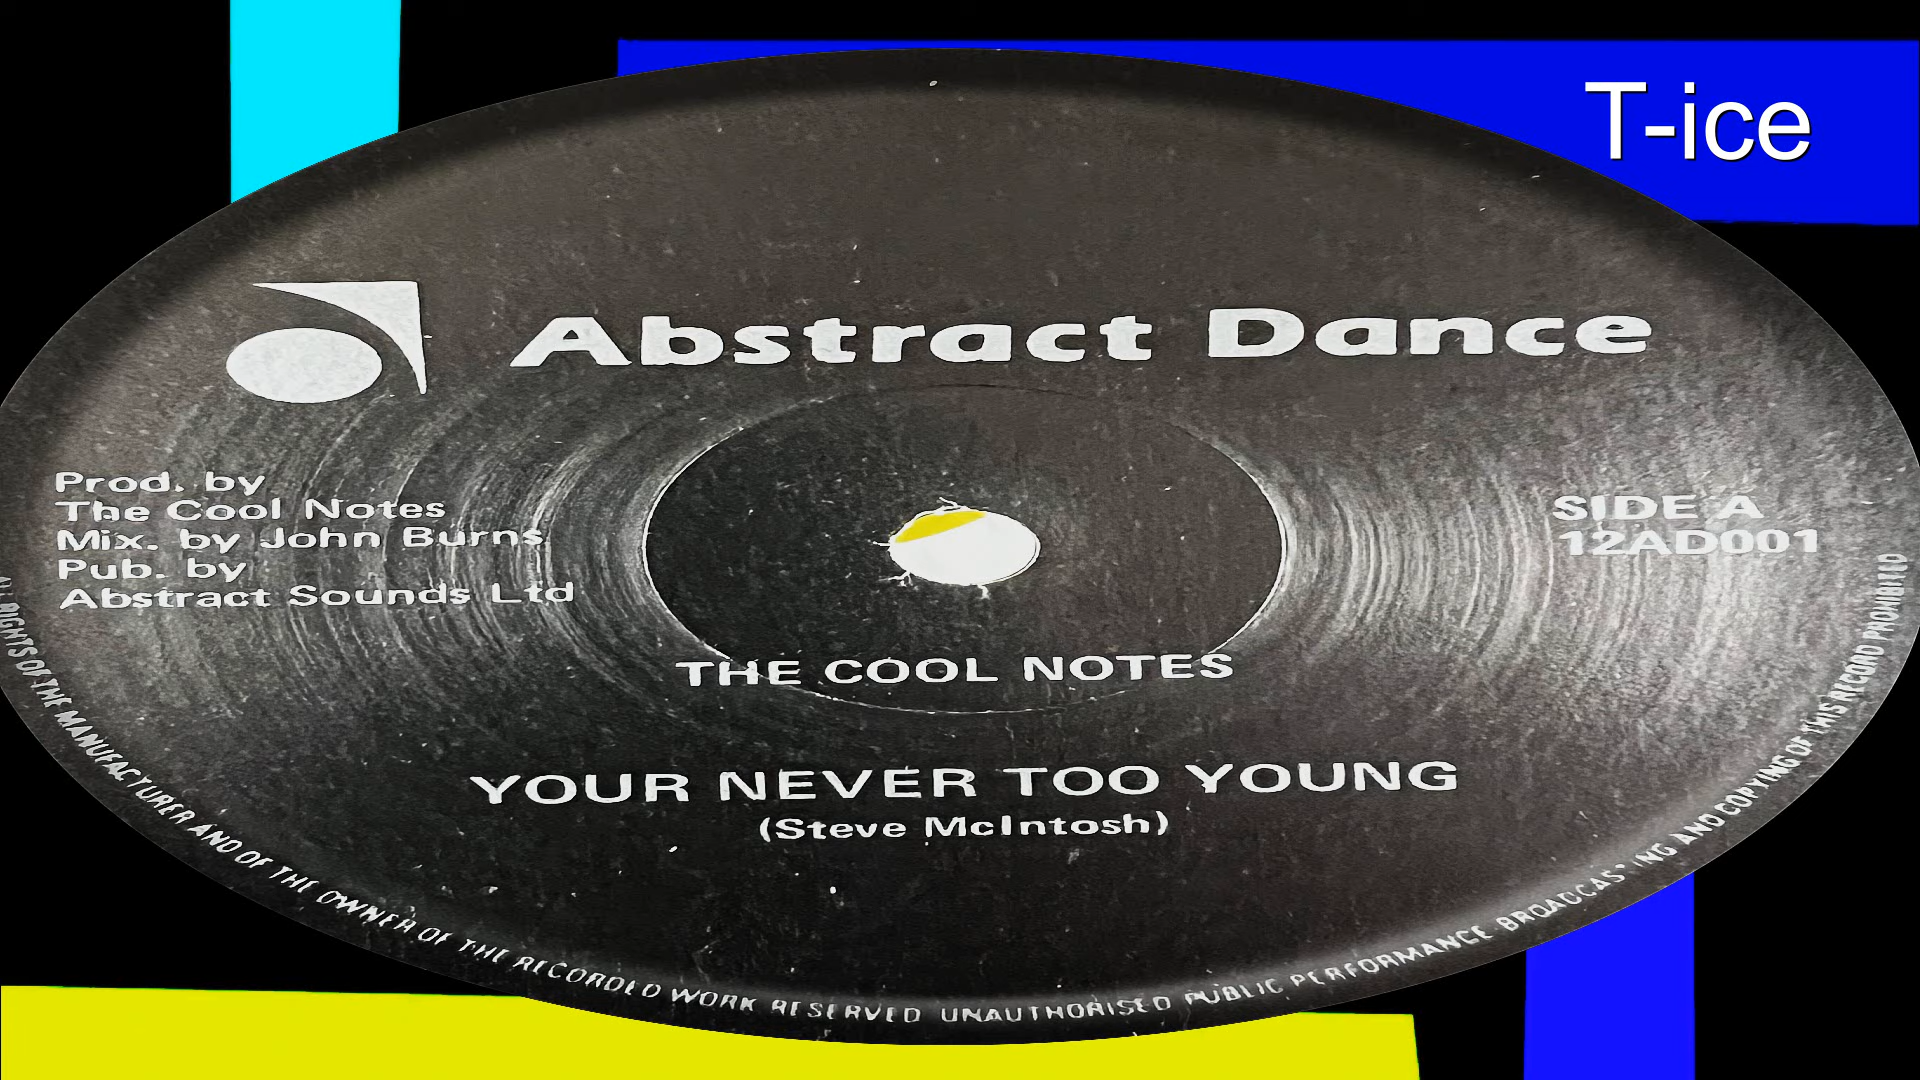 T-ice
Abstract Dance
Prod. by
The Cool Notes
Mix. by John Burns
Pub. by
Abstract Sounds Ltd
SIDE A
12AD001
THE COOL NOTES
YOUR NEVER TOO YOUNG
(Steve McIntosh)
ALL RIGHTS OF THE MANUFACTURER AND OF THE OWNER OF THE RECORDED WORK RESERVED UNAUTHORISED PUBLIC PERFORMANCE BROADCASTING AND COPYING OF THIS RECORD PROHIBITED